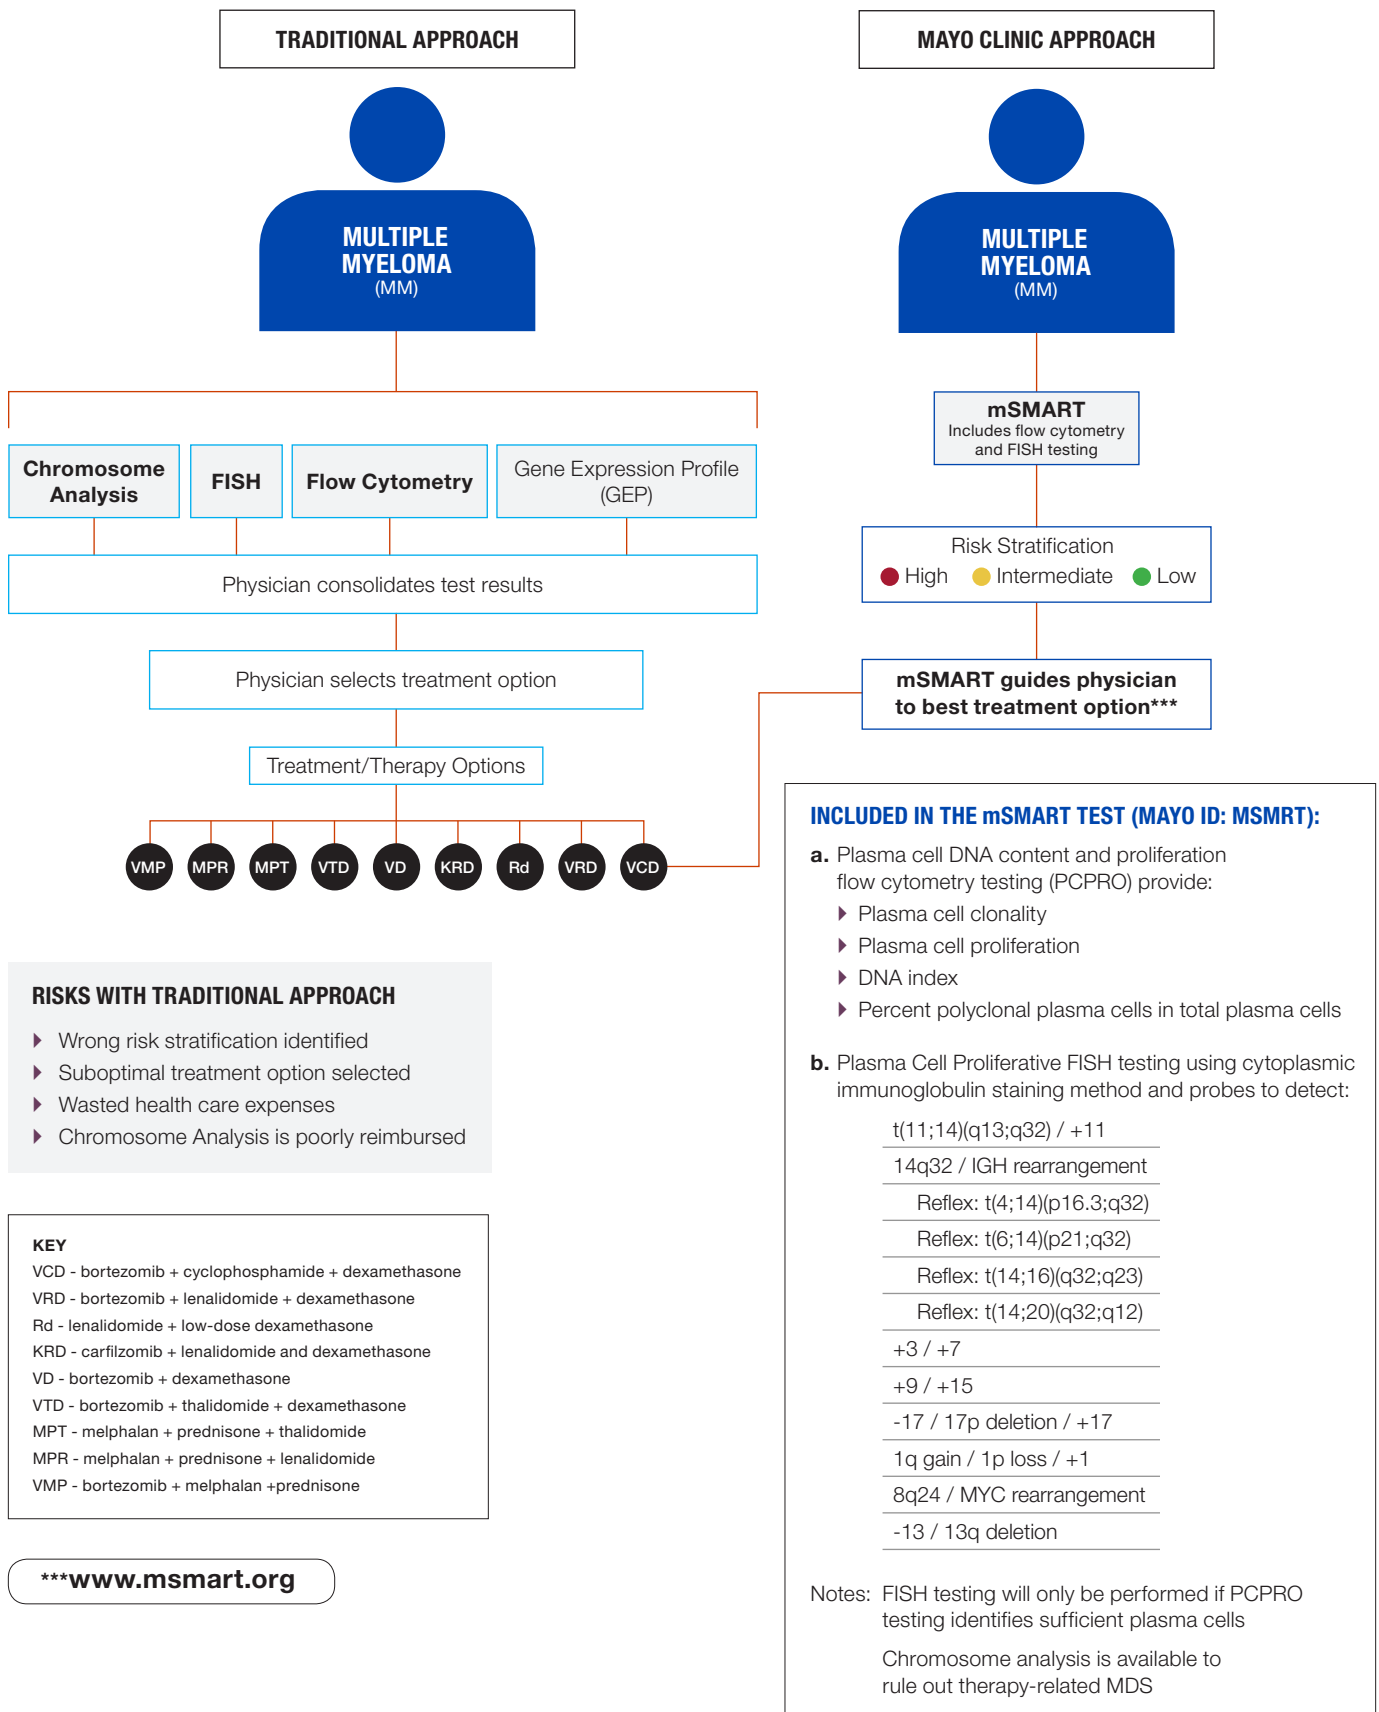 TRADITIONAL APPROACH
MULTIPLE
MYELOMA
(MM)
Chromosome
Analysis
FISH
Flow Cytometry
Gene Expression Profile
(GEP)
Physician consolidates test results
Physician selects treatment option
Treatment/Therapy Options
VMP
MPR
MPT
VTD
VD
KRD
Rd
VRD
VCD
MAYO CLINIC APPROACH
MULTIPLE
MYELOMA
(MM)
mSMART
Includes flow cytometry
and FISH testing
Risk Stratification
High Intermediate Low
mSMART guides physician
to best treatment option***
RISKS WITH TRADITIONAL APPROACH
Wrong risk stratification identified
Suboptimal treatment option selected
Wasted health care expenses
Chromosome Analysis is poorly reimbursed
KEY
VCD - bortezomib + cyclophosphamide + dexamethasone
VRD - bortezomib + lenalidomide + dexamethasone
Rd - lenalidomide + low-dose dexamethasone
KRD - carfilzomib + lenalidomide and dexamethasone
VD - bortezomib + dexamethasone
VTD - bortezomib + thalidomide + dexamethasone
MPT - melphalan + prednisone + thalidomide
MPR - melphalan + prednisone + lenalidomide
VMP - bortezomib + melphalan +prednisone
***www.msmart.org
INCLUDED IN THE mSMART TEST (MAYO ID: MSMRT):
a. Plasma cell DNA content and proliferation
flow cytometry testing (PCPRO) provide:
Plasma cell clonality
Plasma cell proliferation
DNA index
Percent polyclonal plasma cells in total plasma cells
b. Plasma Cell Proliferative FISH testing using cytoplasmic
immunoglobulin staining method and probes to detect:
t(11;14)(q13;q32) / +11
14q32 / IGH rearrangement
Reflex: t(4;14)(p16.3;q32)
Reflex: t(6;14)(p21;q32)
Reflex: t(14;16)(q32;q23)
Reflex: t(14;20)(q32;q12)
+3 / +7
+9 / +15
-17 / 17p deletion / +17
1q gain / 1p loss / +1
8q24 / MYC rearrangement
-13 / 13q deletion
Notes: FISH testing will only be performed if PCPRO
testing identifies sufficient plasma cells
Chromosome analysis is available to
rule out therapy-related MDS